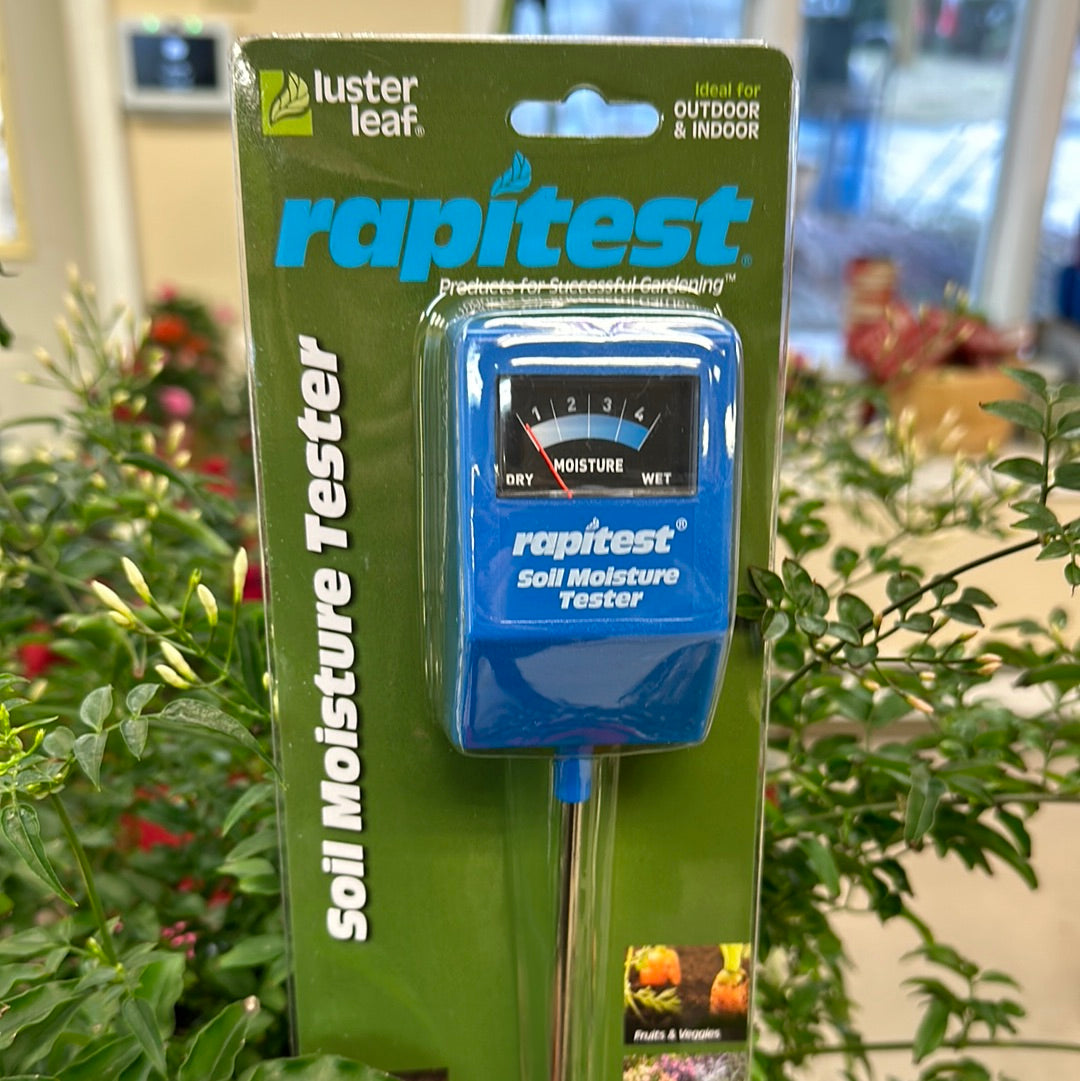 luster
leaf®
Ideal for
OUTDOOR
& INDOOR
rapitest®
Products for Successful Gardening™
Soil Moisture Tester
1 2 3 4
MOISTURE
DRY WET
rapitest®
Soil Moisture
Tester
Fruits & Veggies